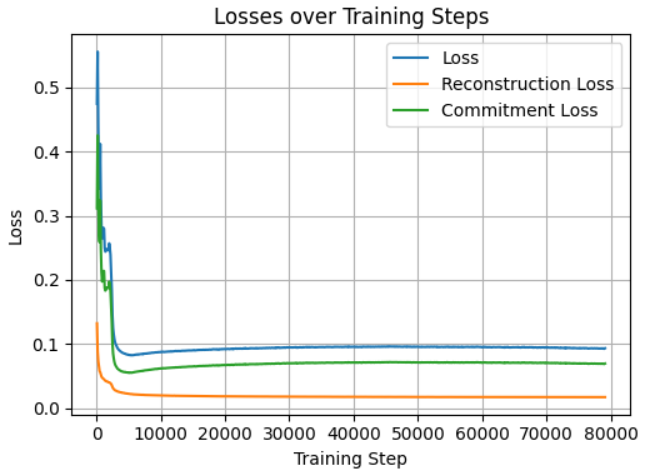 Losses over Training Steps
Loss
Reconstruction Loss
Commitment Loss
Loss
0.5
0.4
0.3
0.2
0.1
0.0
0 10000 20000 30000 40000 50000 60000 70000 80000
Training Step